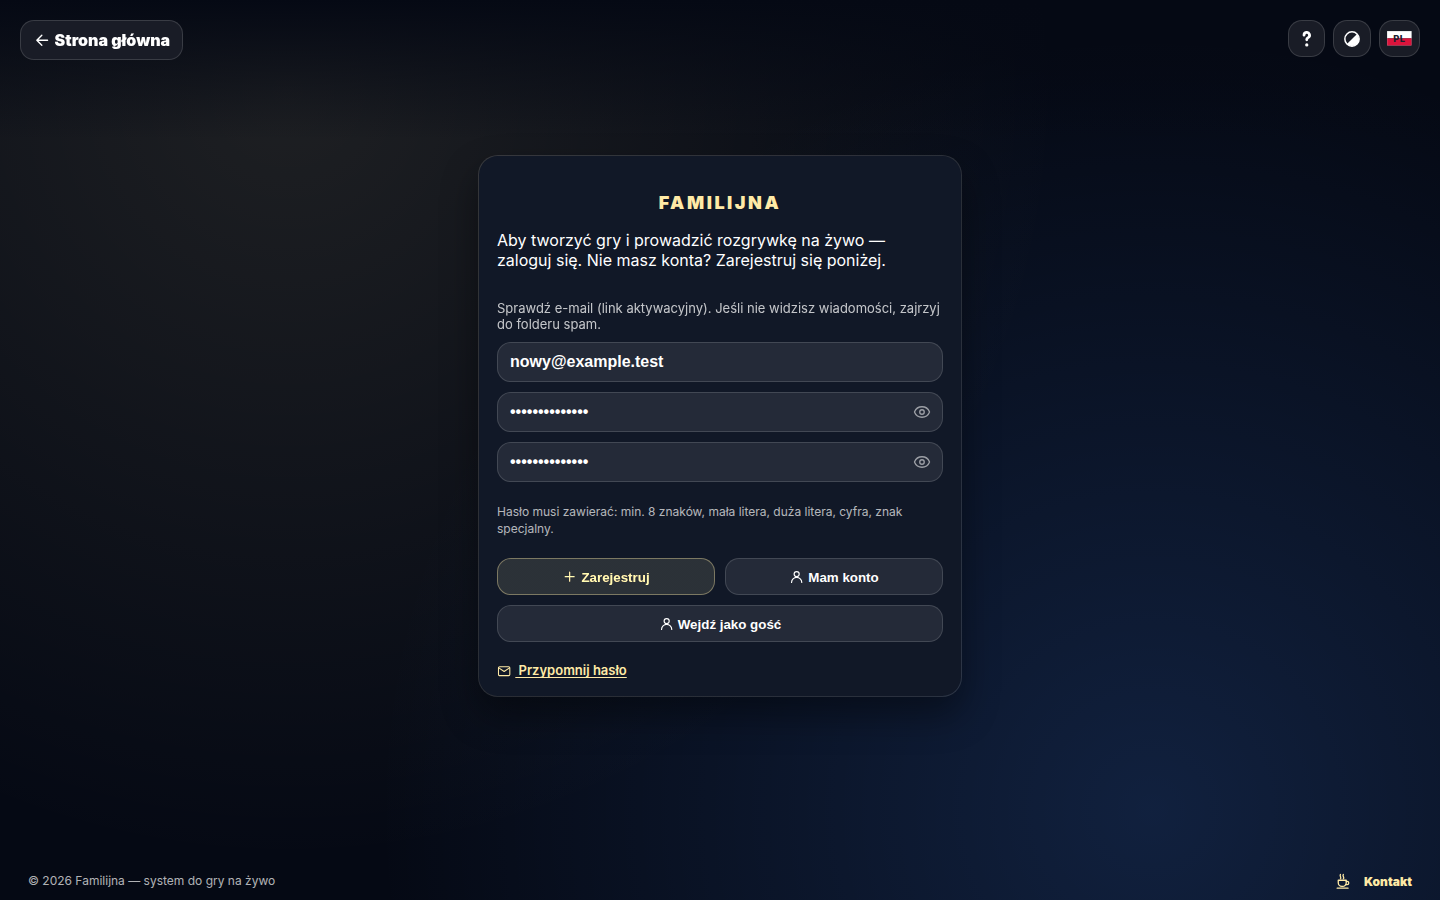 Strona główna
?
PL
FAMILIJNA
Aby tworzyć gry i prowadzić rozgrywkę na żywo —
zaloguj się. Nie masz konta? Zarejestruj się poniżej.
Sprawdź e-mail (link aktywacyjny). Jeśli nie widzisz wiadomości, zajrzyj
do folderu spam.
nowy@example.test
••••••••••••••
••••••••••••••
Hasło musi zawierać: min. 8 znaków, mała litera, duża litera, cyfra, znak
specjalny.
Zarejestruj
Mam konto
Wejdź jako gość
Przypomnij hasło
© 2026 Familijna — system do gry na żywo
Kontakt